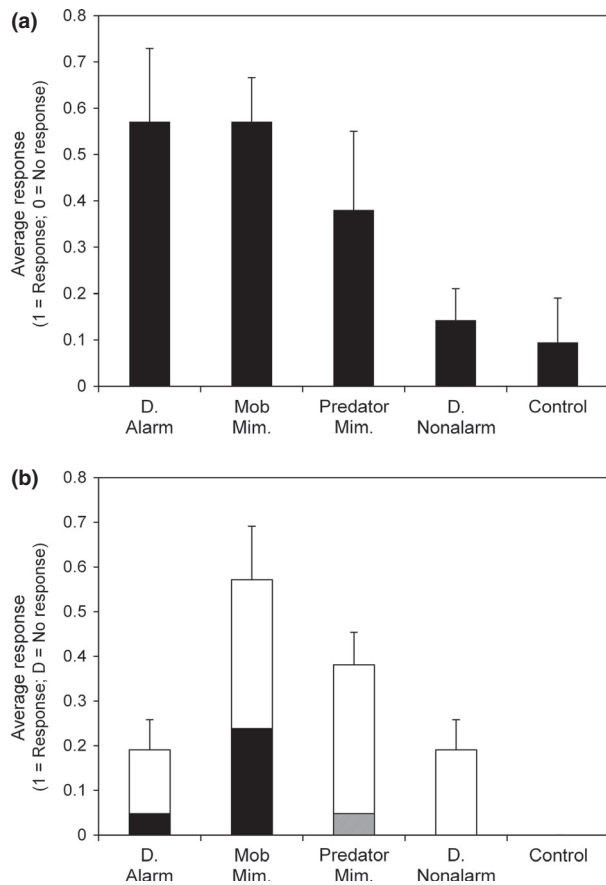 (a)
Average response
(1 = Response; 0 = No response)
0.8
0.7
0.6
0.5
0.4
0.3
0.2
0.1
0
D.
Alarm
Mob
Mim.
Predator
Mim.
D.
Nonalarm
Control
(b)
Average response
(1 = Response; D = No response)
0.8
0.7
0.6
0.5
0.4
0.3
0.2
0.1
0
D.
Alarm
Mob
Mim.
Predator
Mim.
D.
Nonalarm
Control